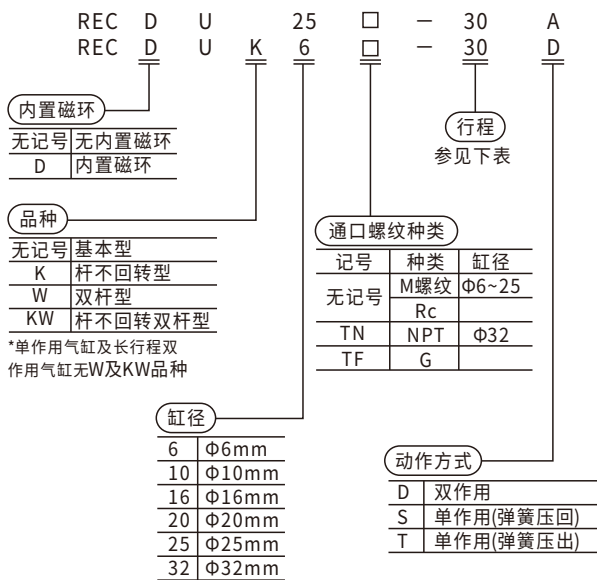 REC D U 25 □ － 30 A
REC D U K 6 □ － 30 D
内置磁环
无记号 无内置磁环
D 内置磁环
行程
参见下表
品种
无记号 基本型
K 杆不回转型
W 双杆型
KW 杆不回转双杆型
*单作用气缸及长行程双
作用气缸无W及KW品种
通口螺纹种类
记号 种类 缸径
无记号 M螺纹 Φ6~25
Rc
TN NPT Φ32
TF G
缸径
6 Φ6mm
10 Φ10mm
16 Φ16mm
20 Φ20mm
25 Φ25mm
32 Φ32mm
动作方式
D 双作用
S 单作用(弹簧压回)
T 单作用(弹簧压出)